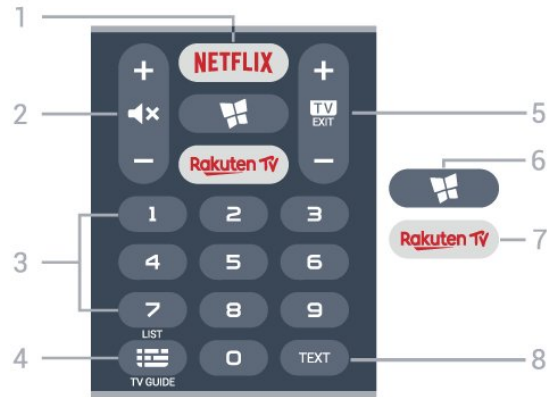 1
NETFLIX
+ +
2 TV 5
EXIT
6
− −
Rakuten TV
Rakuten TV 7
1 2 3
3 4 5 6
7 8 9
LIST
4 0 TEXT 8
TV GUIDE